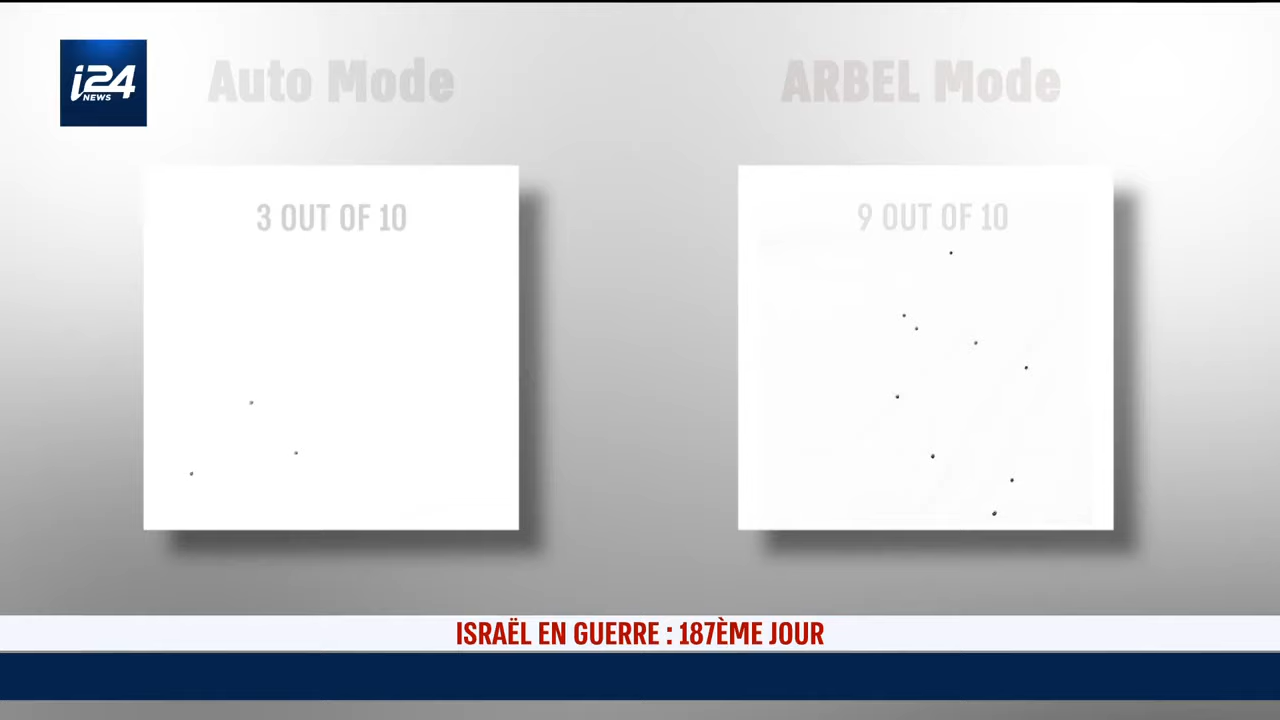 i24
NEWS
Auto Mode
ARBEL Mode
3 OUT OF 10
9 OUT OF 10
ISRAËL EN GUERRE : 187ÈME JOUR